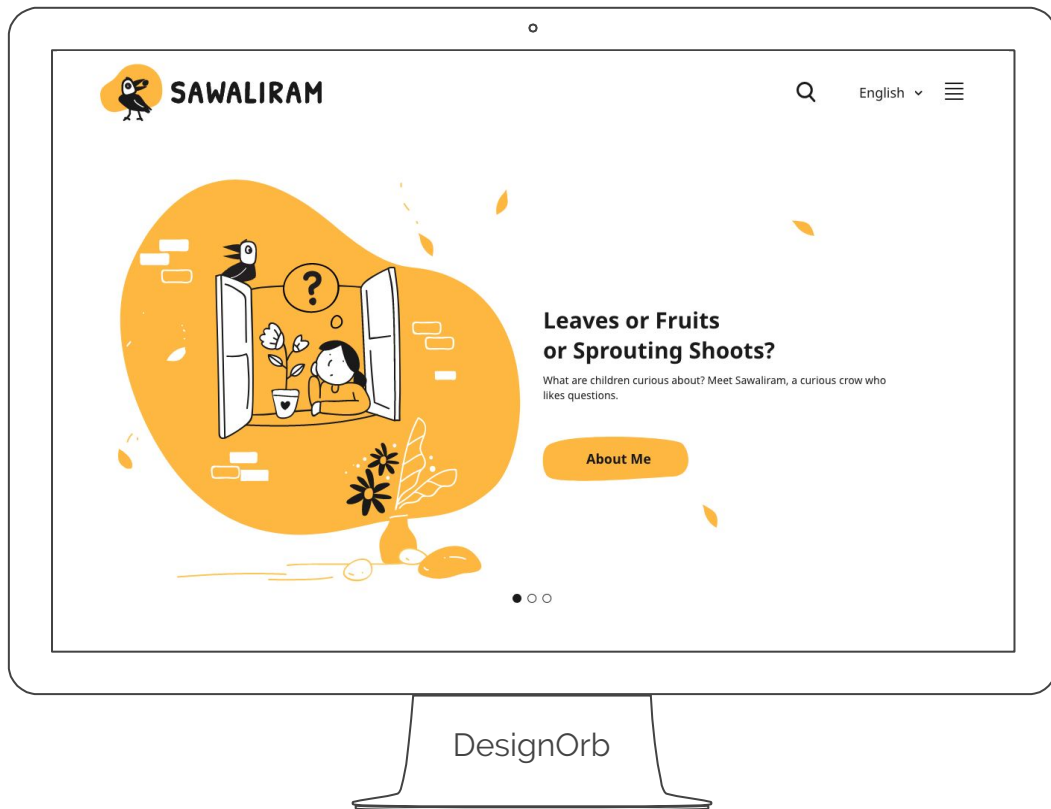 SAWALIRAM
English
?
Leaves or Fruits
or Sprouting Shoots?
What are children curious about? Meet Sawaliram, a curious crow who
likes questions.
About Me
DesignOrb